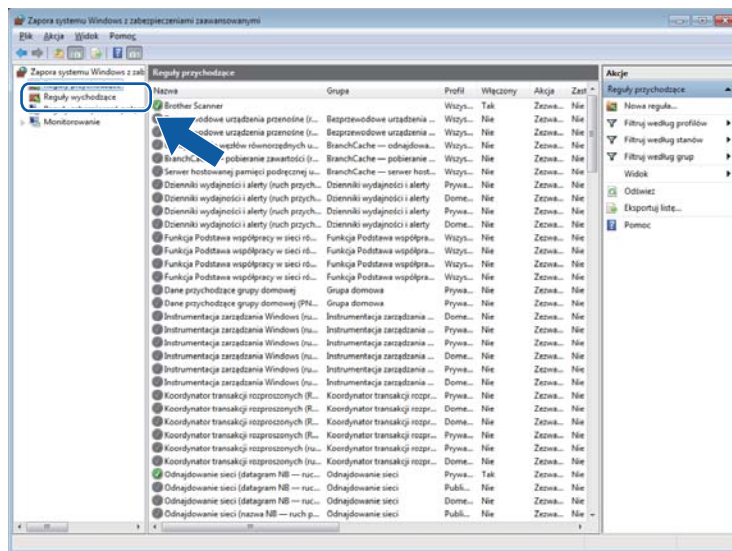 Zapora systemu Windows z zabezpieczeniami zaawansowanymi
Plik Akcja Widok Pomoc
Zapora systemu Windows z zab
Reguły wychodzące
Monitorowanie
Reguły przychodzące
Nazwa Grupa Profil Włączony Akcja Zast
Brother Scanner Wszys... Tak Zezwa... Nie
wodowe urządzenia przenośne (r... Bezprzewodowe urządzenia ... Wszys... Nie Zezwa... Nie
odowe urządzenia przenośne (r... Bezprzewodowe urządzenia ... Wszys... Nie Zezwa... Nie
węzłów równorzędnych u... BranchCache — odnajdowa... Wszys... Nie Zezwa... Nie
BranchCac pobieranie zawartości (r... BranchCache — pobieranie ... Wszys... Nie Zezwa... Nie
Serwer hostowanej pamięci podręcznej u... BranchCache — serwer host... Wszys... Nie Zezwa... Nie
Dzienniki wydajności i alerty (ruch przych... Dzienniki wydajności i alerty Prywa... Nie Zezwa... Nie
Dzienniki wydajności i alerty (ruch przych... Dzienniki wydajności i alerty Dome... Nie Zezwa... Nie
Dzienniki wydajności i alerty (ruch przych... Dzienniki wydajności i alerty Prywa... Nie Zezwa... Nie
Dzienniki wydajności i alerty (ruch przych... Dzienniki wydajności i alerty Dome... Nie Zezwa... Nie
Funkcja Podstawa współpracy w sieci ró... Funkcja Podstawa współpra... Wszys... Nie Zezwa... Nie
Funkcja Podstawa współpracy w sieci ró... Funkcja Podstawa współpra... Wszys... Nie Zezwa... Nie
Funkcja Podstawa współpracy w sieci ró... Funkcja Podstawa współpra... Wszys... Nie Zezwa... Nie
Funkcja Podstawa współpracy w sieci ró... Funkcja Podstawa współpra... Wszys... Nie Zezwa... Nie
Dane przychodzące grupy domowej Grupa domowa Prywa... Nie Zezwa... Nie
Dane przychodzące grupy domowej (PN... Grupa domowa Prywa... Nie Zezwa... Nie
Instrumentacja zarządzania Windows (ru... Instrumentacja zarządzania ... Dome... Nie Zezwa... Nie
Instrumentacja zarządzania Windows (ru... Instrumentacja zarządzania ... Prywa... Nie Zezwa... Nie
Instrumentacja zarządzania Windows (ru... Instrumentacja zarządzania ... Prywa... Nie Zezwa... Nie
Instrumentacja zarządzania Windows (ru... Instrumentacja zarządzania ... Dome... Nie Zezwa... Nie
Instrumentacja zarządzania Windows (ru... Instrumentacja zarządzania ... Prywa... Nie Zezwa... Nie
Instrumentacja zarządzania Windows (ru... Instrumentacja zarządzania ... Dome... Nie Zezwa... Nie
Koordynator transakcji rozproszonych (R... Koordynator transakcji rozpr... Prywa... Nie Zezwa... Nie
Koordynator transakcji rozproszonych (R... Koordynator transakcji rozpr... Dome... Nie Zezwa... Nie
Koordynator transakcji rozproszonych (R... Koordynator transakcji rozpr... Dome... Nie Zezwa... Nie
Koordynator transakcji rozproszonych (R... Koordynator transakcji rozpr... Prywa... Nie Zezwa... Nie
Koordynator transakcji rozproszonych (ru... Koordynator transakcji rozpr... Prywa... Nie Zezwa... Nie
Koordynator transakcji rozproszonych (ru... Koordynator transakcji rozpr... Dome... Nie Zezwa... Nie
Odnajdowanie sieci (datagram NB — ruc... Odnajdowanie sieci Prywa... Tak Zezwa... Nie
Odnajdowanie sieci (datagram NB — ruc... Odnajdowanie sieci Publi... Nie Zezwa... Nie
Odnajdowanie sieci (datagram NB — ruc... Odnajdowanie sieci Dome... Nie Zezwa... Nie
Odnajdowanie sieci (nazwa NB — ruch p... Odnajdowanie sieci Publi... Nie Zezwa... Nie
Akcje
Reguły przychodzące
Nowa reguła...
Filtruj według profilów
Filtruj według stanów
Filtruj według grup
Widok
Odśwież
Eksportuj listę...
Pomoc